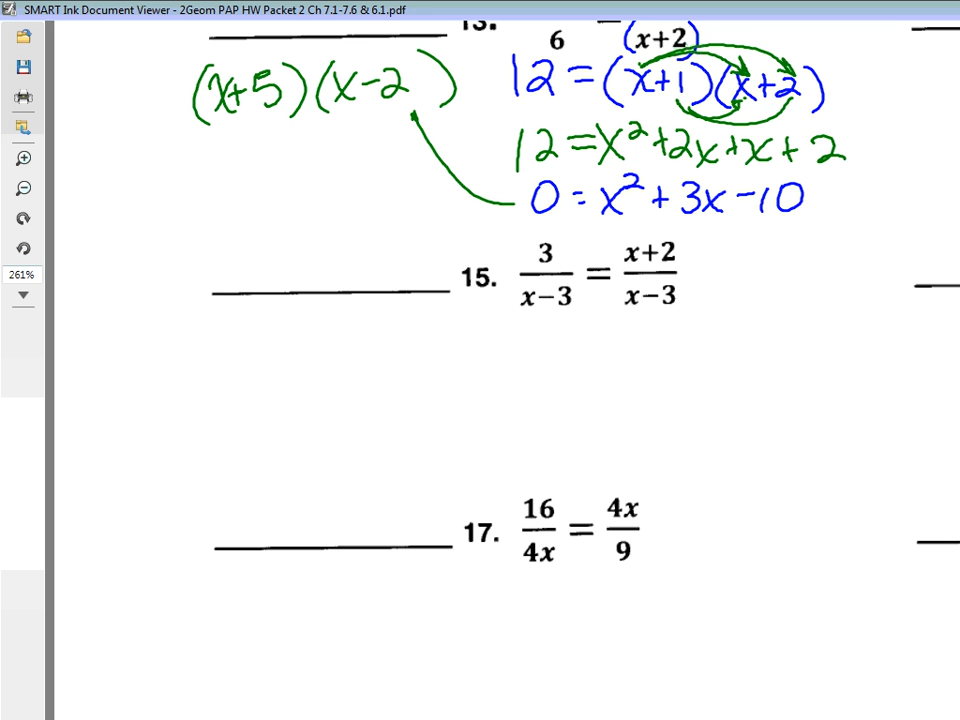 SMART Ink Document Viewer - 2Geom PAP HW Packet 2 Ch 7.1-7.6 & 6.1.pdf
13.
6 = (x+2)
(x+5)(x-2) 12=(x+1)(x+2)
12=x²+2x+x+2
0=x²+3x-10
261%
15. 3/x−3 = x+2/x−3
17. 16/4x = 4x/9